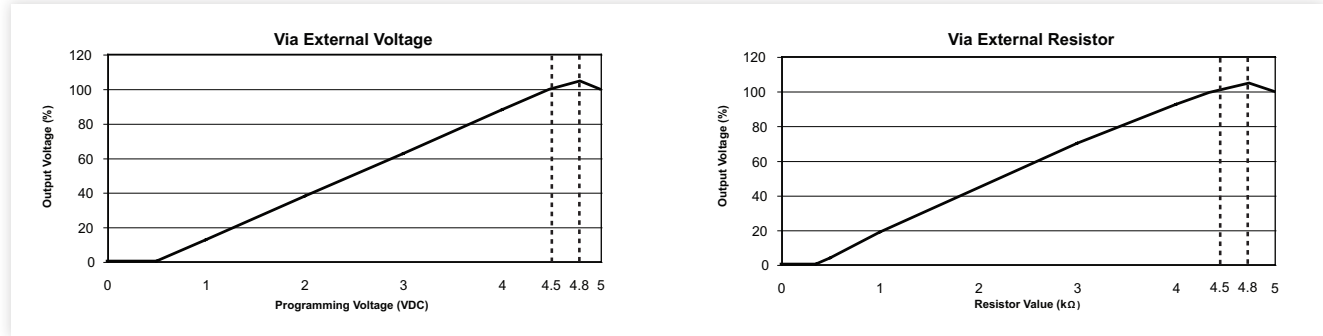 Via External Voltage
120
100
80
60
40
20
0
Output Voltage (%)
0 1 2 3 4 4.5 4.8 5
Programming Voltage (VDC)
Via External Resistor
120
100
80
60
40
20
0
Output Voltage (%)
0 1 2 3 4 4.5 4.8 5
Resistor Value (kΩ)